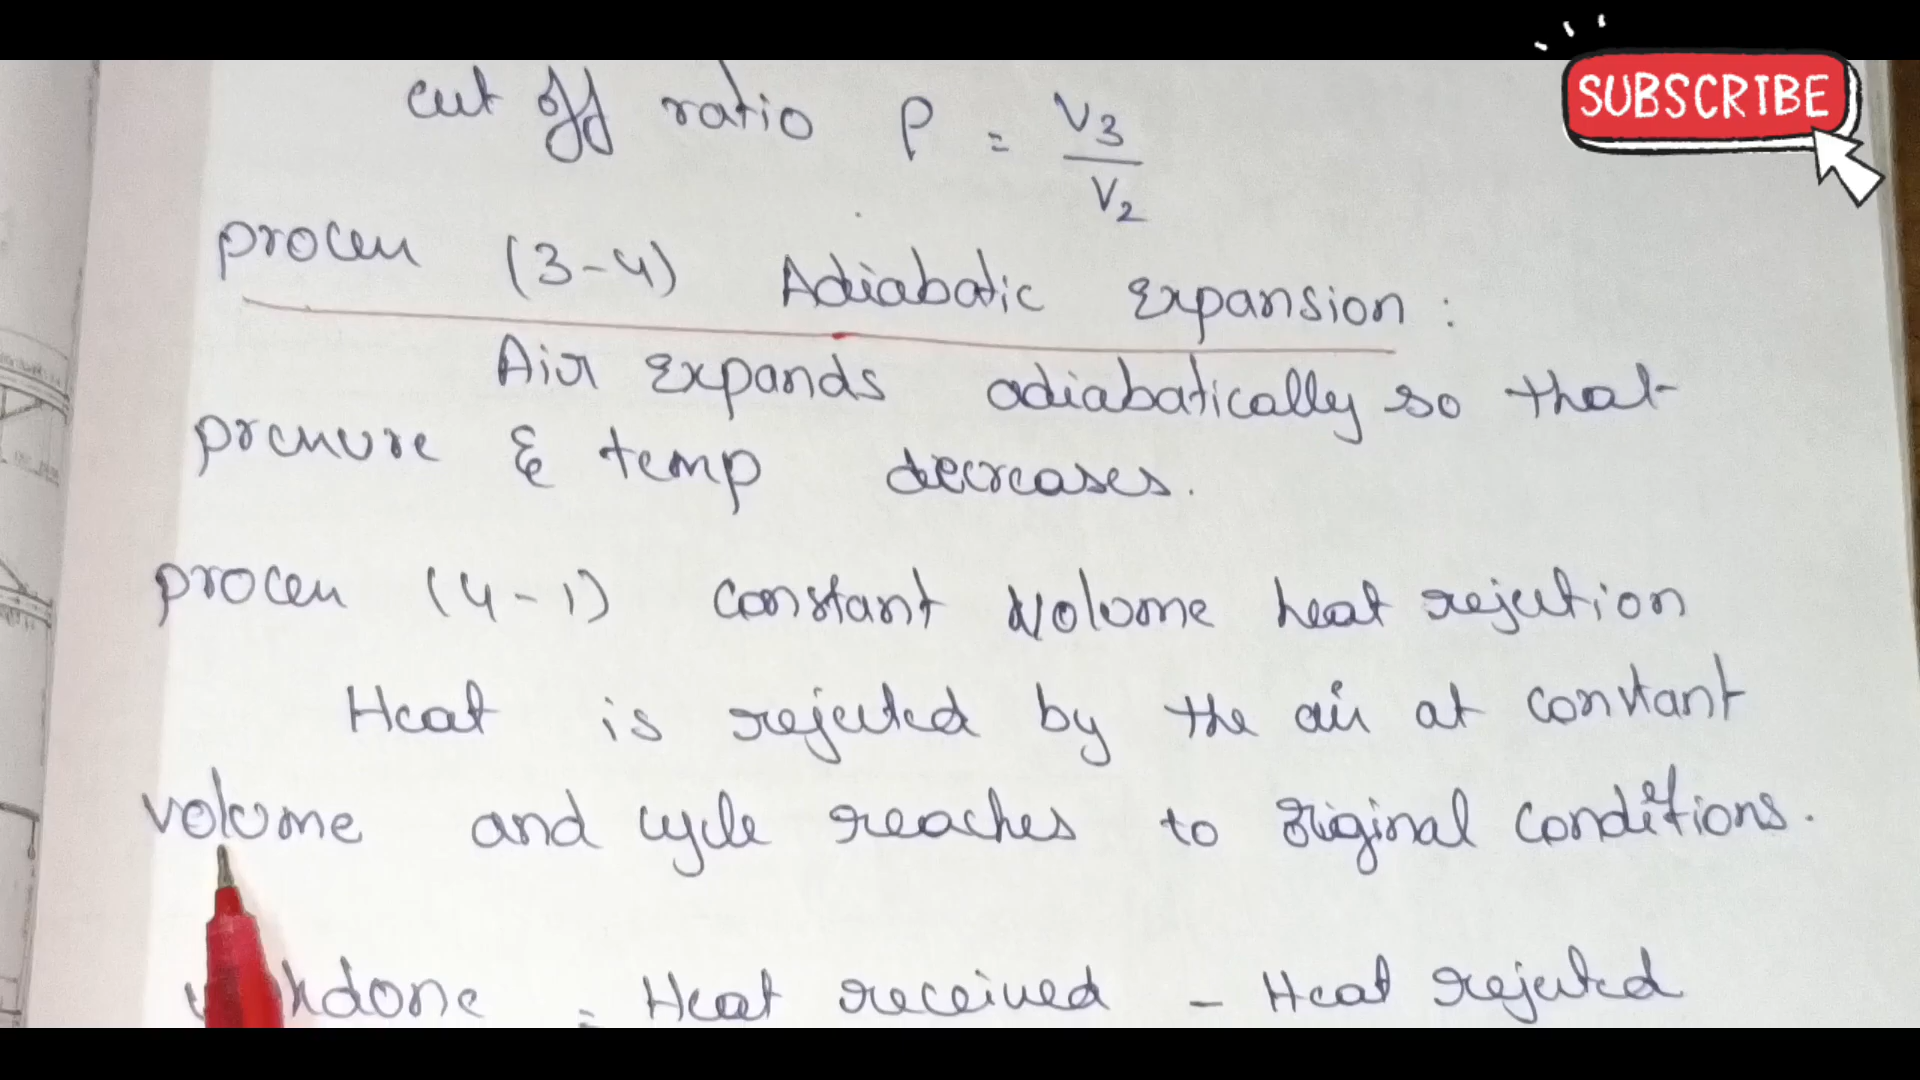 SUBSCRIBE
cut off ratio ρ = V3/V2
process (3-4) Adiabatic Expansion :
Air expands adiabatically so that
pressure & temp decreases.
process (4-1) constant volume heat rejection
Heat is rejected by the air at constant
volume and cycle reaches to original conditions.
= Heat received - Heat rejected